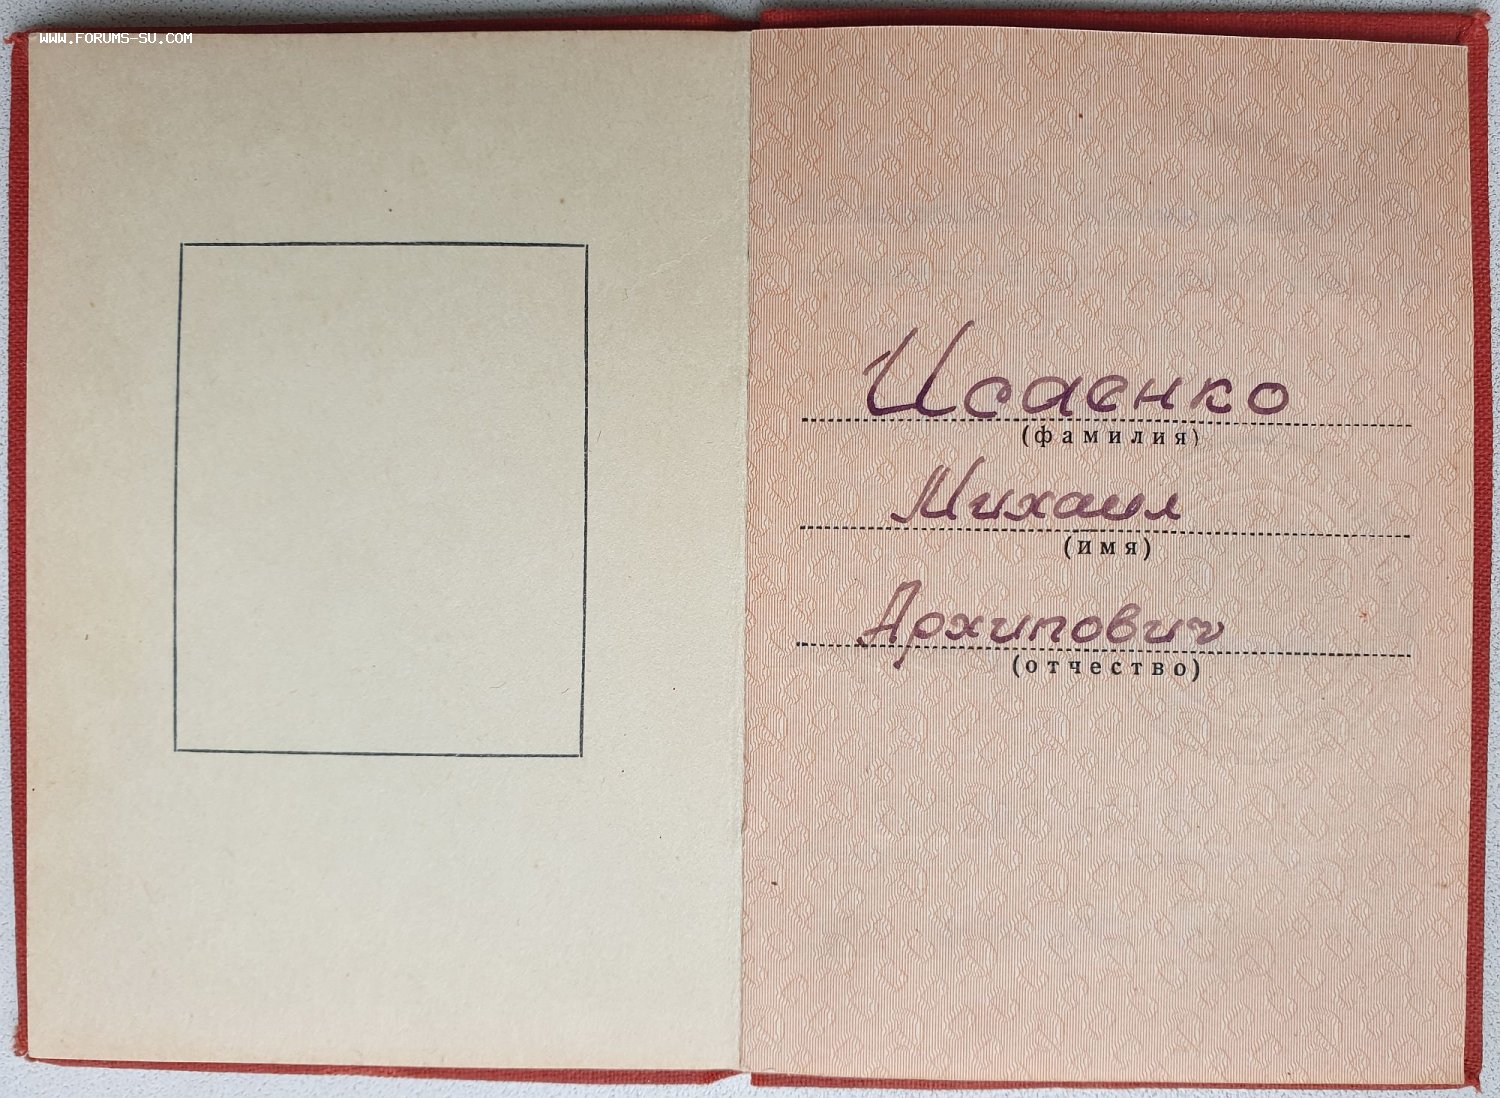 WWW.FORUMS-SU.COM
Исаенко
(фамилия)
Михаил
(имя)
Архипович
(отчество)